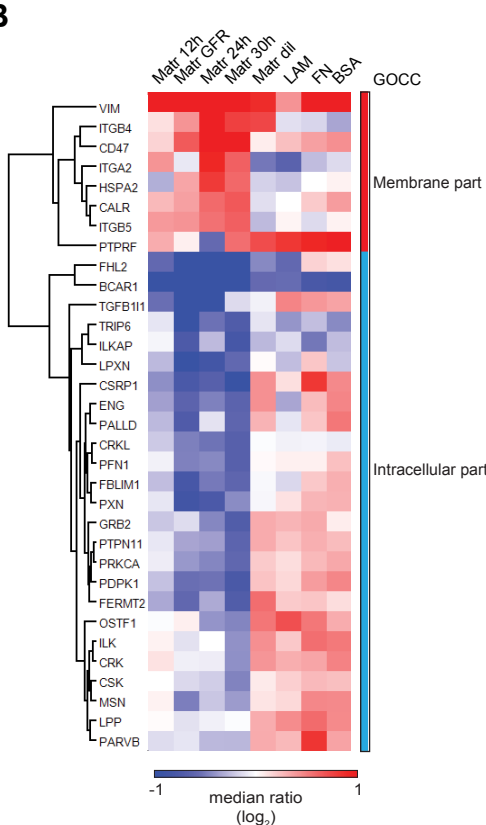 B
Matr 12h
Matr GFR
Matr 24h
Matr 30h
Matr dil
LAM
FN
BSA
GOCC
VIM
ITGB4
CD47
ITGA2
HSPA2
CALR
ITGB5
PTPRF
Membrane part
FHL2
BCAR1
TGFB1I1
TRIP6
ILKAP
LPXN
CSRP1
ENG
PALLD
CRKL
PFN1
FBLIM1
PXN
GRB2
PTPN11
PRKCA
PDPK1
FERMT2
OSTF1
ILK
CRK
CSK
MSN
LPP
PARVB
Intracellular part
-1
1
median ratio
(log2)